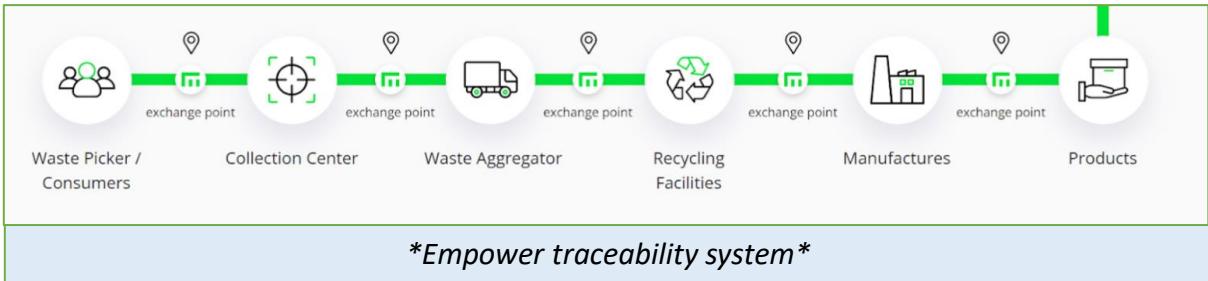 exchange point exchange point exchange point exchange point exchange point
Waste Picker / Collection Center Waste Aggregator Recycling Manufactures Products
Consumers Facilities
*Empower traceability system*